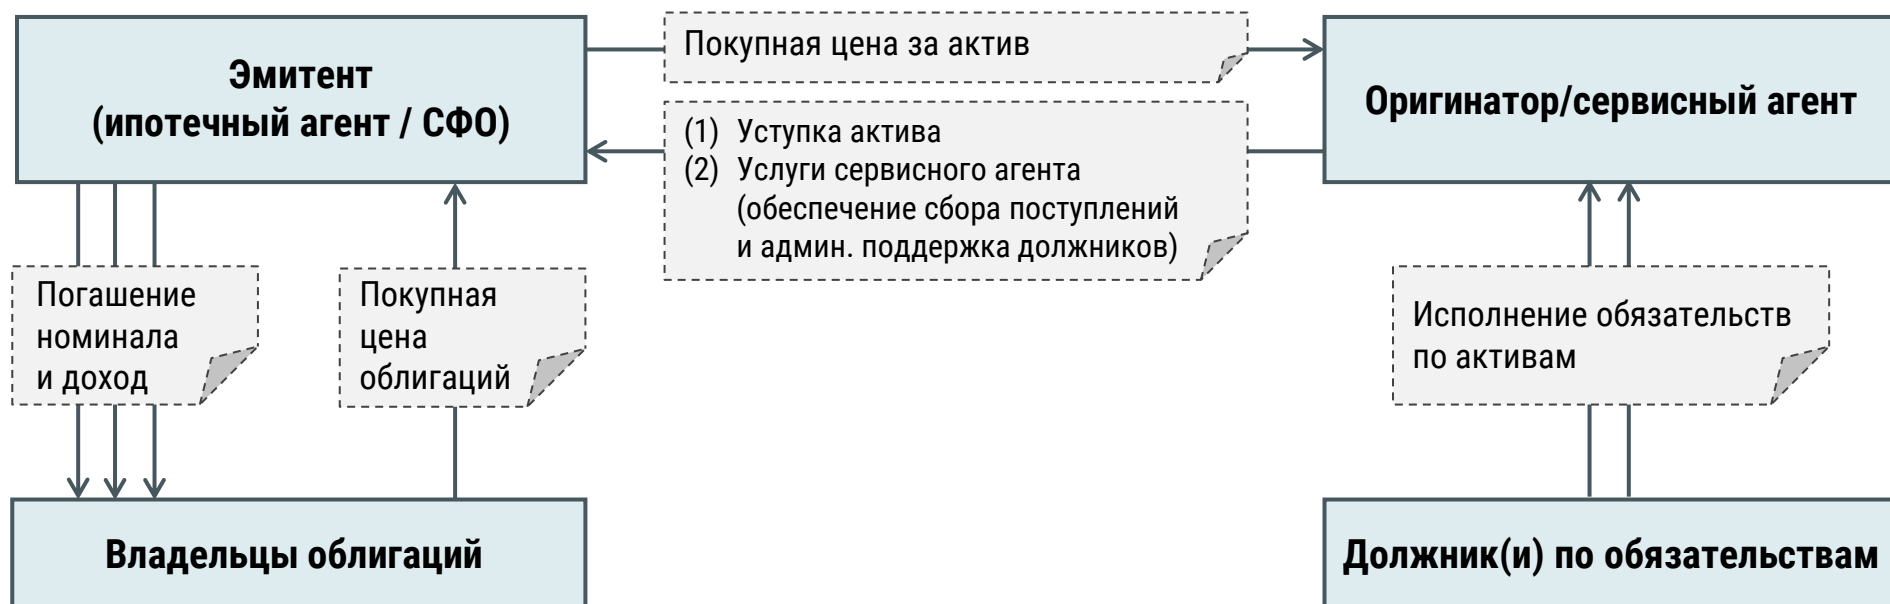 Эмитент
(ипотечный агент / СФО)
Покупная цена за актив
Оригинатор/сервисный агент
(1) Уступка актива
(2) Услуги сервисного агента
(обеспечение сбора поступлений
и админ. поддержка должников)
Погашение
номинала
и доход
Покупная
цена
облигаций
Исполнение обязательств
по активам
Владельцы облигаций
Должник(и) по обязательствам